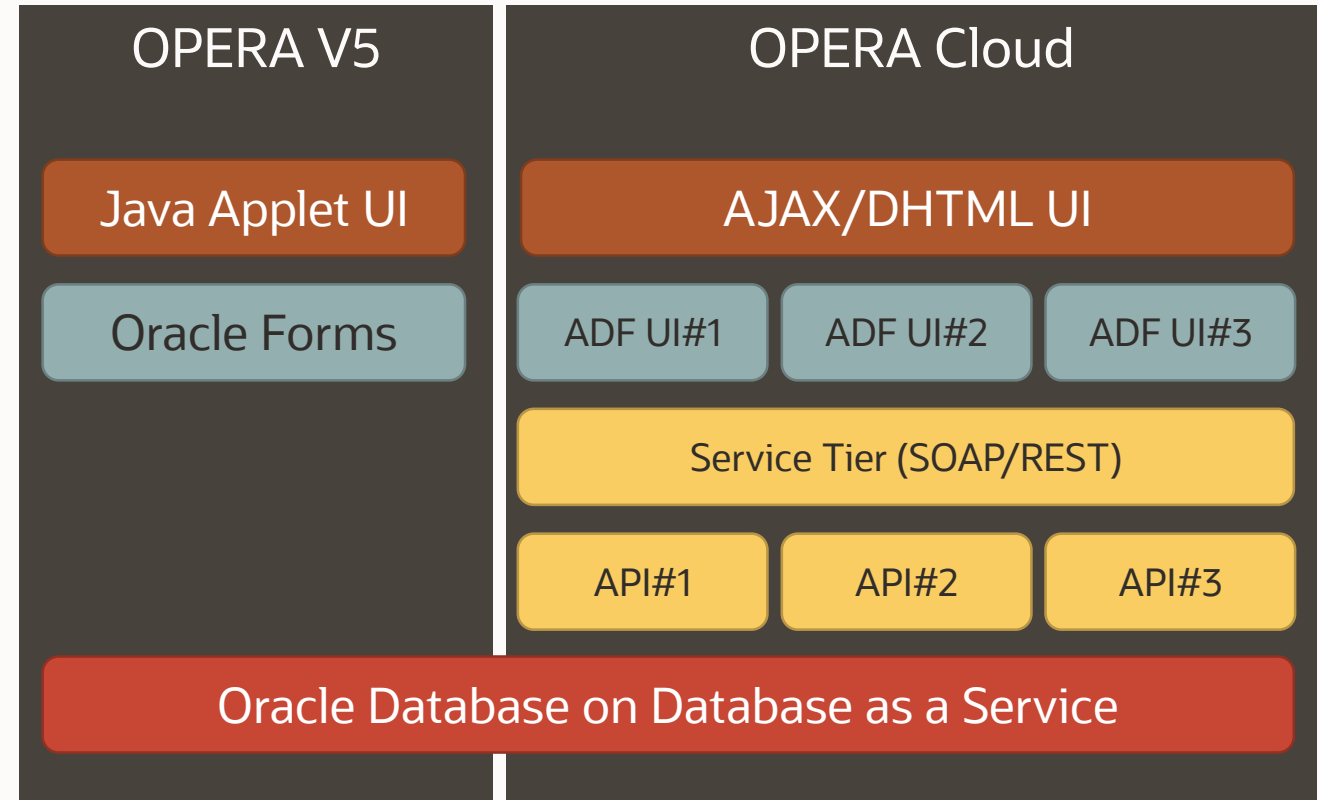 OPERA V5
OPERA Cloud
Java Applet UI
AJAX/DHTML UI
Oracle Forms
ADF UI#1
ADF UI#2
ADF UI#3
Service Tier (SOAP/REST)
API#1
API#2
API#3
Oracle Database on Database as a Service